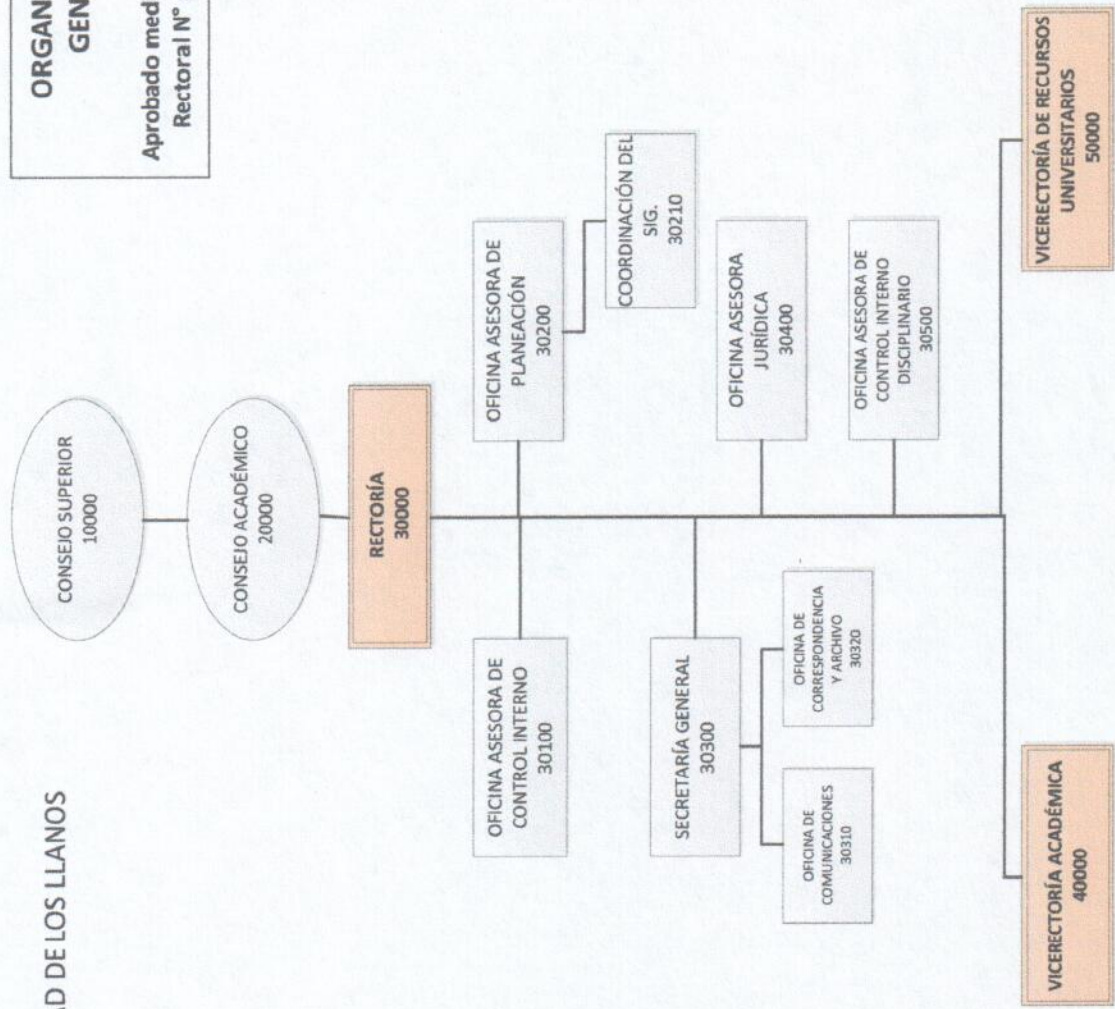 AD DE LOS LLANOS
ORGAN
GEN
Aprobado med
Rectoral N°
CONSEJO SUPERIOR
10000
CONSEJO ACADÉMICO
20000
RECTORÍA
30000
OFICINA ASESORA DE
CONTROL INTERNO
30100
OFICINA ASESORA DE
PLANEACIÓN
30200
COORDINACIÓN DEL
SIG.
30210
SECRETARÍA GENERAL
30300
OFICINA DE
COMUNICACIONES
30310
OFICINA DE
CORRESPONDENCIA
Y ARCHIVO
30320
OFICINA ASESORA
JURÍDICA
30400
OFICINA ASESORA DE
CONTROL INTERNO
DISCIPLINARIO
30500
VICERECTORÍA ACADÉMICA
40000
VICERECTORÍA DE RECURSOS
UNIVERSITARIOS
50000